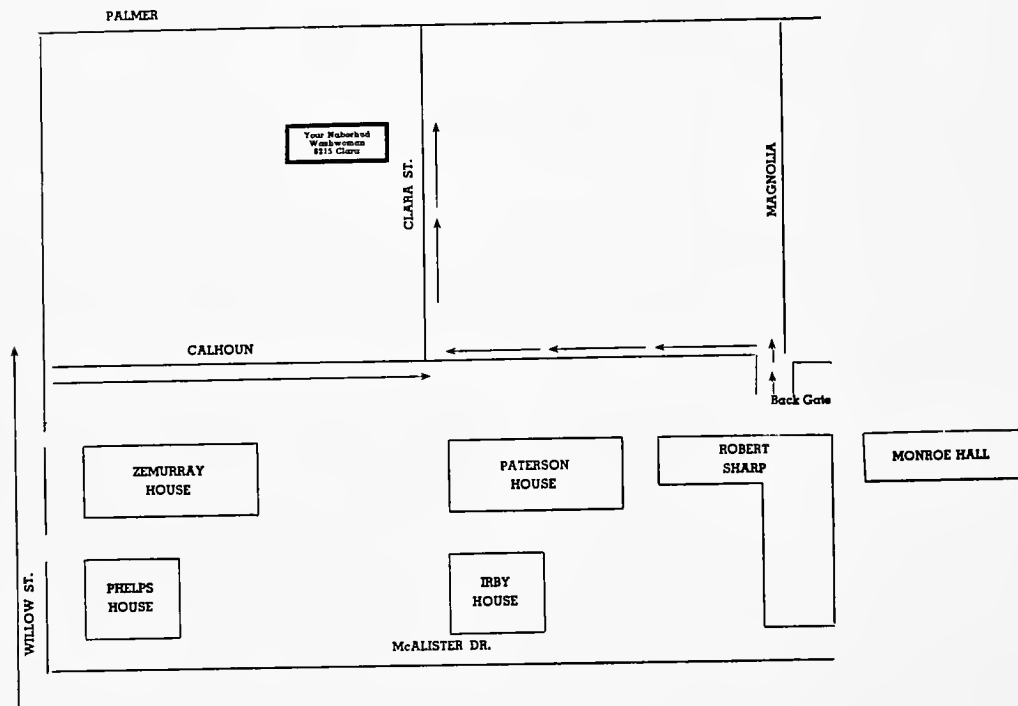 PALMER
Your Naborhod
Washwoman
8215 Clara
CLARA ST.
MAGNOLIA
CALHOUN
Back Gate
ZEMURRAY
HOUSE
PATERSON
HOUSE
ROBERT
SHARP
MONROE HALL
PHELPS
HOUSE
IRBY
HOUSE
WILLOW ST.
McALISTER DR.